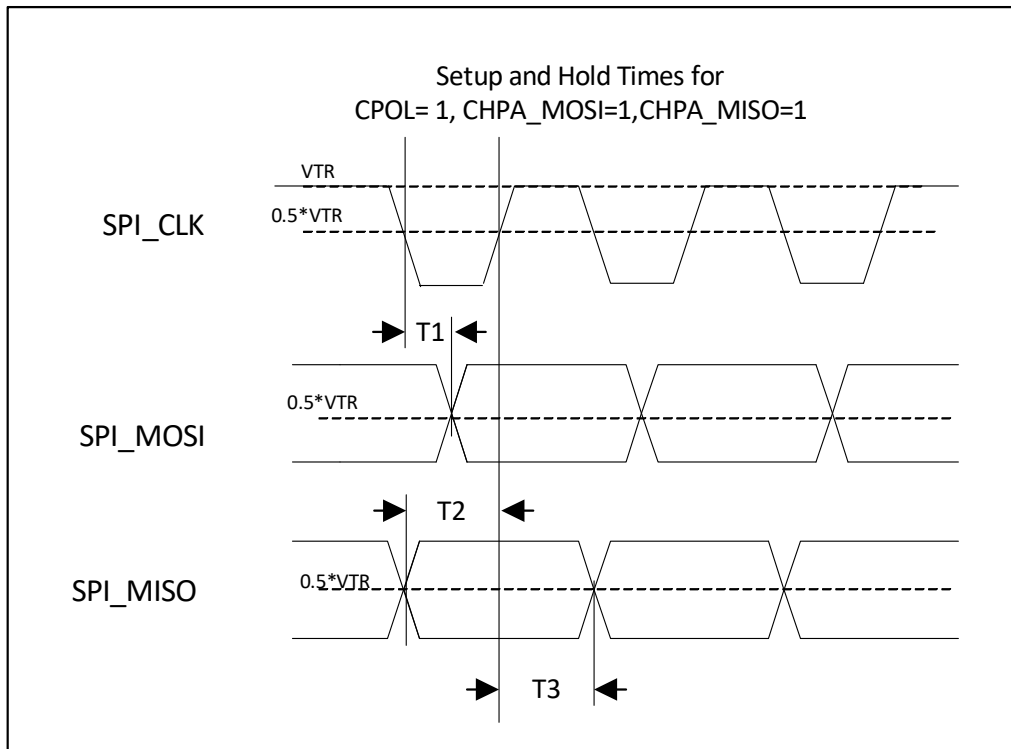 Setup and Hold Times for
CPOL= 1, CHPA_MOSI=1,CHPA_MISO=1
VTR
SPI_CLK
0.5*VTR
T1
0.5*VTR
SPI_MOSI
T2
SPI_MISO
0.5*VTR
T3